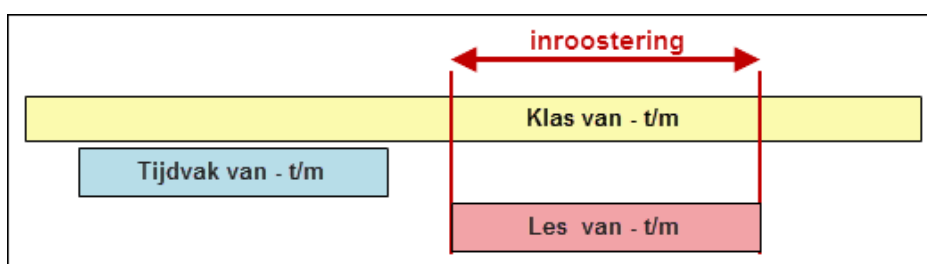 inroostering
Klas van - t/m
Tijdvak van - t/m
Les van - t/m